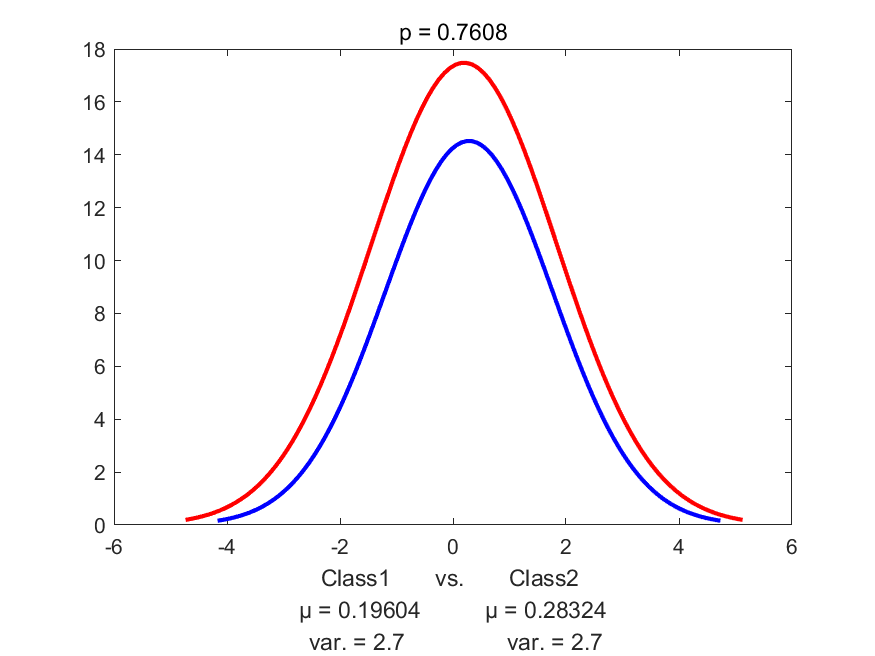 p = 0.7608
18
16
14
12
10
8
6
4
2
0
-6 -4 -2 0 2 4 6
Class1 vs. Class2
μ = 0.19604 μ = 0.28324
var. = 2.7 var. = 2.7